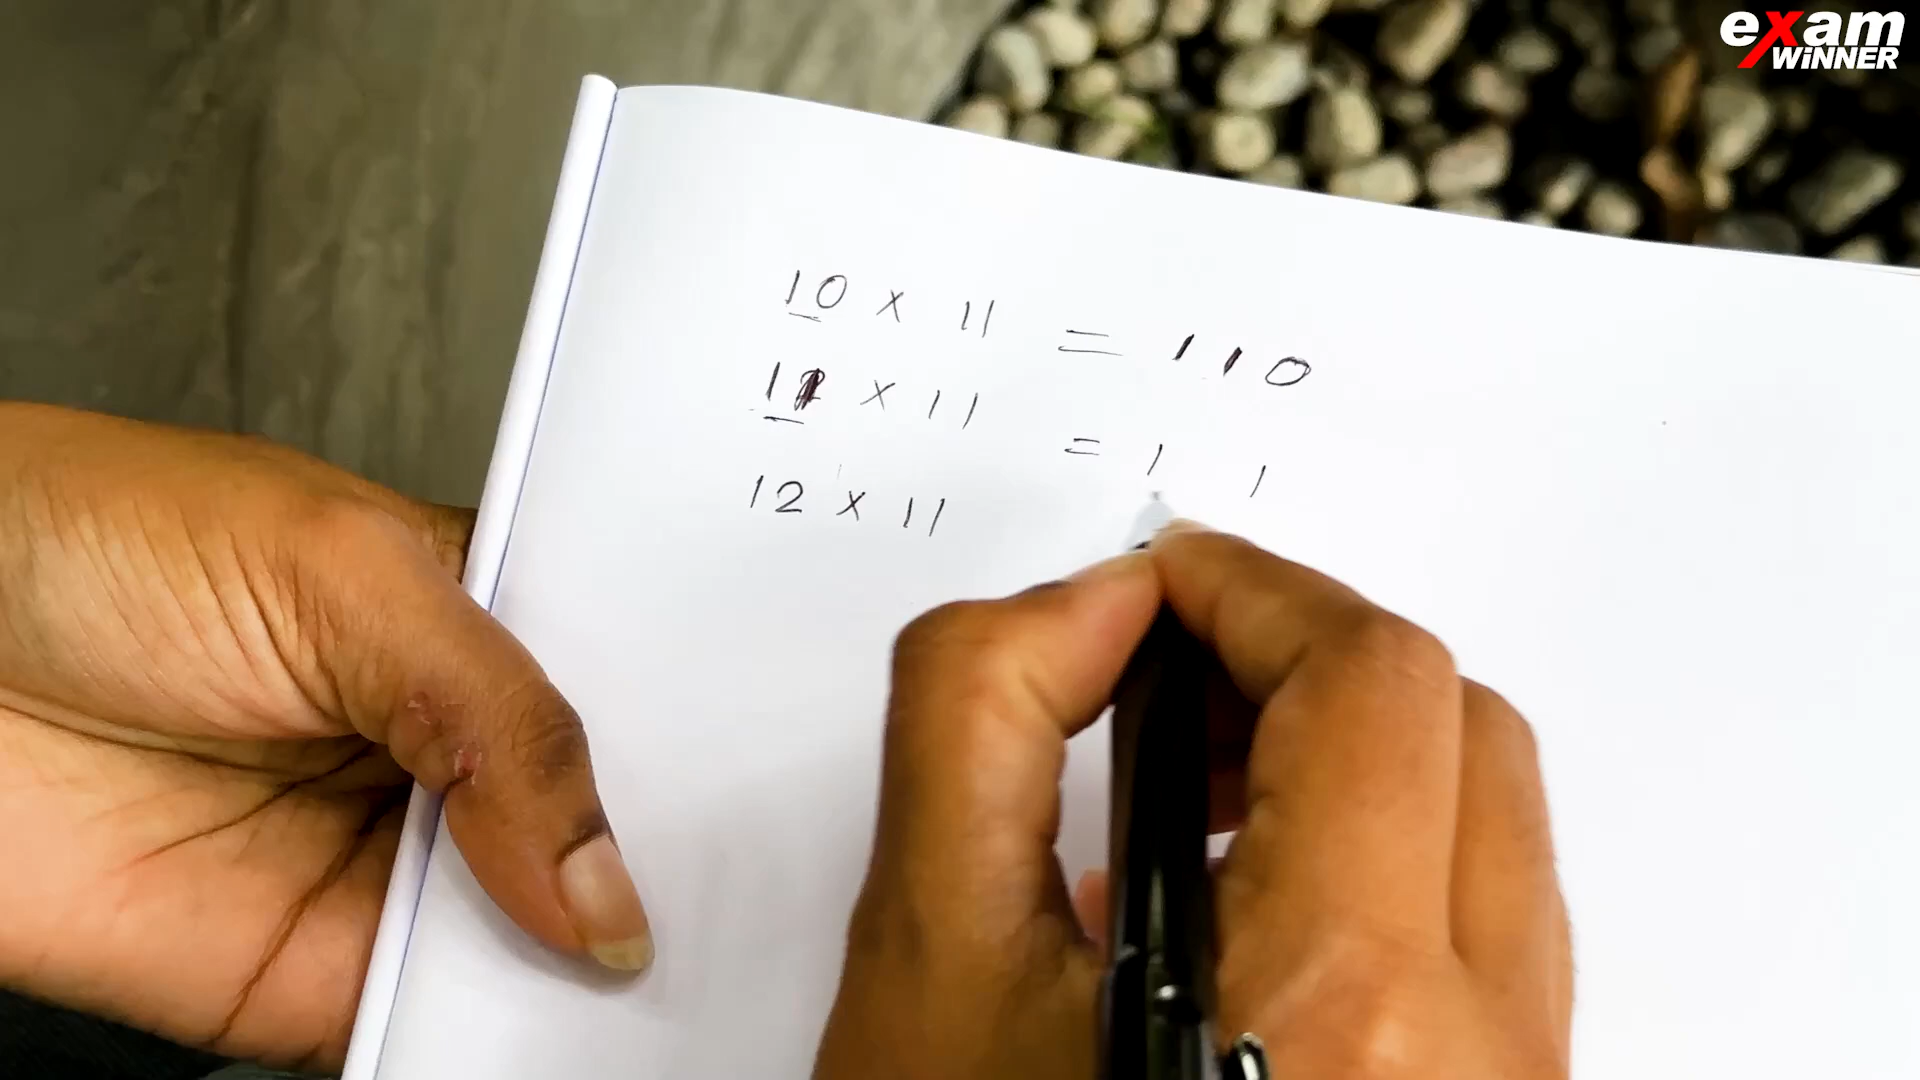 exam
WiNNER
10 x 11 = 110
11 x 11 = 1 1
12 x 11